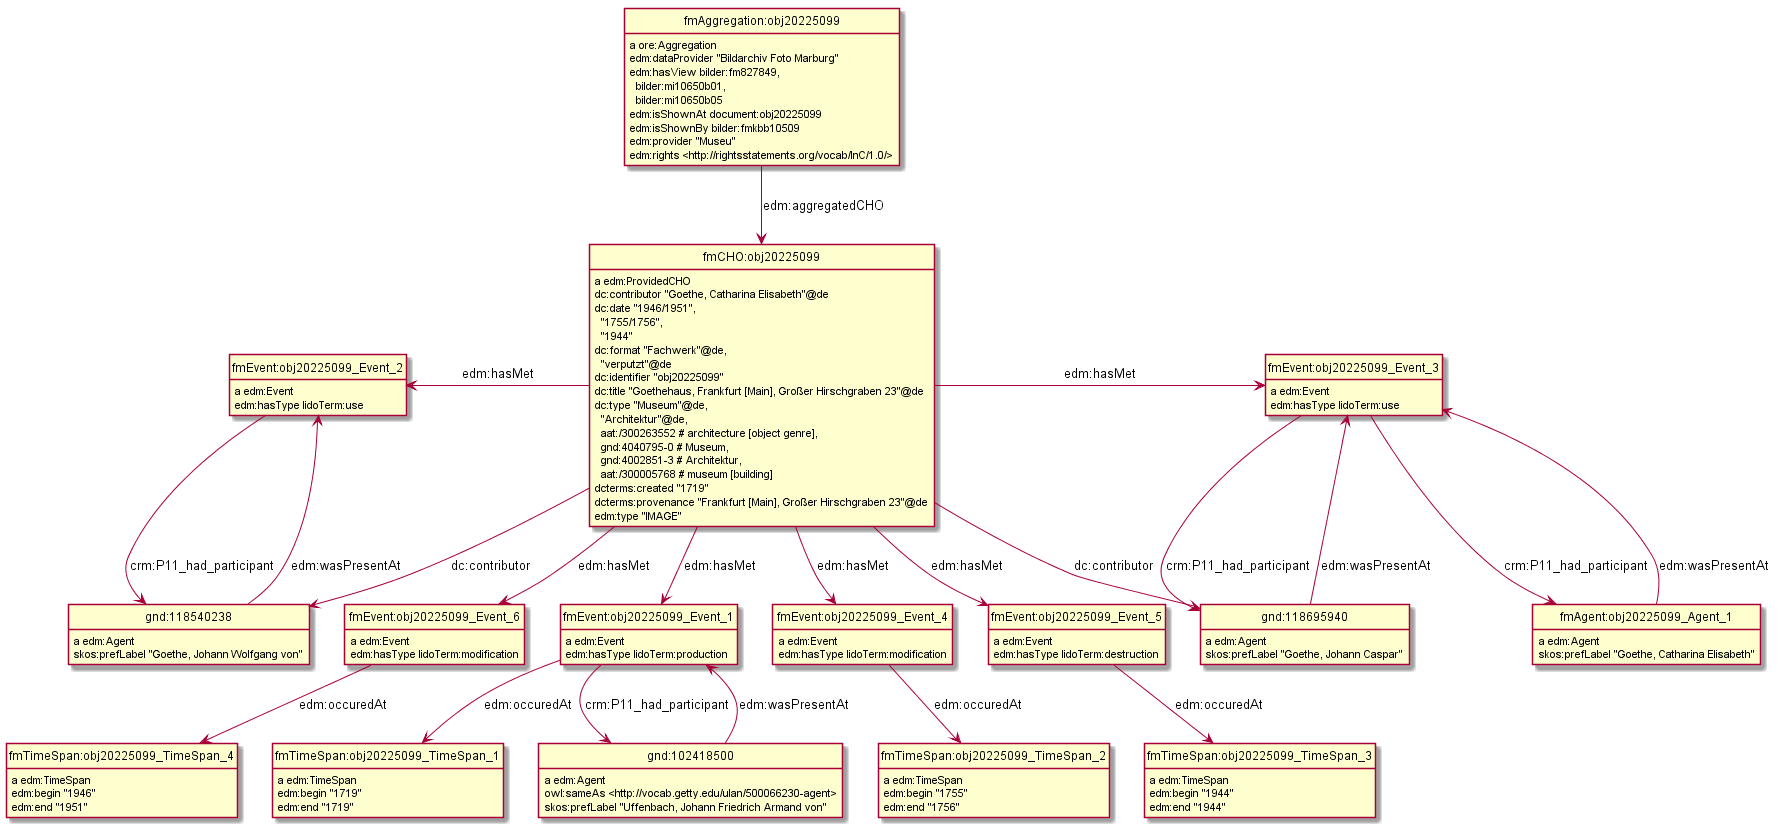 fmAggregation:obj20225099
a ore:Aggregation
edm:dataProvider "Bildarchiv Foto Marburg"
edm:hasView bilder:fm827849,
bilder:mi10650b01,
bilder:mi10650b05
edm:isShownAt document:obj20225099
edm:isShownBy bilder:fmkbb10509
edm:provider "Museu"
edm:rights <http://rightsstatements.org/vocab/InC/1.0/>
edm:aggregatedCHO
fmCHO:obj20225099
a edm:ProvidedCHO
dc:contributor "Goethe, Catharina Elisabeth"@de
dc:date "1946/1951",
"1755/1756",
"1944"
dc:format "Fachwerk"@de,
"verputzt"@de
dc:identifier "obj20225099"
dc:title "Goethehaus, Frankfurt [Main], Großer Hirschgraben 23"@de
dc:type "Museum"@de,
"Architektur"@de,
aat:/300263552 # architecture [object genre],
gnd:4040795-0 # Museum,
gnd:4002851-3 # Architektur,
aat:/300005768 # museum [building]
dcterms:created "1719"
dcterms:provenance "Frankfurt [Main], Großer Hirschgraben 23"@de
edm:type "IMAGE"
edm:hasMet
edm:hasMet
fmEvent:obj20225099_Event_2
a edm:Event
edm:hasType lidoTerm:use
fmEvent:obj20225099_Event_3
a edm:Event
edm:hasType lidoTerm:use
crm:P11_had_participant
edm:wasPresentAt
dc:contributor
edm:hasMet
edm:hasMet
edm:hasMet
edm:hasMet
dc:contributor
crm:P11_had_participant
edm:wasPresentAt
crm:P11_had_participant
edm:wasPresentAt
gnd:118540238
a edm:Agent
skos:prefLabel "Goethe, Johann Wolfgang von"
fmEvent:obj20225099_Event_6
a edm:Event
edm:hasType lidoTerm:modification
fmEvent:obj20225099_Event_1
a edm:Event
edm:hasType lidoTerm:production
fmEvent:obj20225099_Event_4
a edm:Event
edm:hasType lidoTerm:modification
fmEvent:obj20225099_Event_5
a edm:Event
edm:hasType lidoTerm:destruction
gnd:118695940
a edm:Agent
skos:prefLabel "Goethe, Johann Caspar"
fmAgent:obj20225099_Agent_1
a edm:Agent
skos:prefLabel "Goethe, Catharina Elisabeth"
edm:occuredAt
edm:occuredAt
crm:P11_had_participant
edm:wasPresentAt
edm:occuredAt
edm:occuredAt
fmTimeSpan:obj20225099_TimeSpan_4
a edm:TimeSpan
edm:begin "1946"
edm:end "1951"
fmTimeSpan:obj20225099_TimeSpan_1
a edm:TimeSpan
edm:begin "1719"
edm:end "1719"
gnd:102418500
a edm:Agent
owl:sameAs <http://vocab.getty.edu/ulan/500066230-agent>
skos:prefLabel "Uffenbach, Johann Friedrich Armand von"
fmTimeSpan:obj20225099_TimeSpan_2
a edm:TimeSpan
edm:begin "1755"
edm:end "1756"
fmTimeSpan:obj20225099_TimeSpan_3
a edm:TimeSpan
edm:begin "1944"
edm:end "1944"